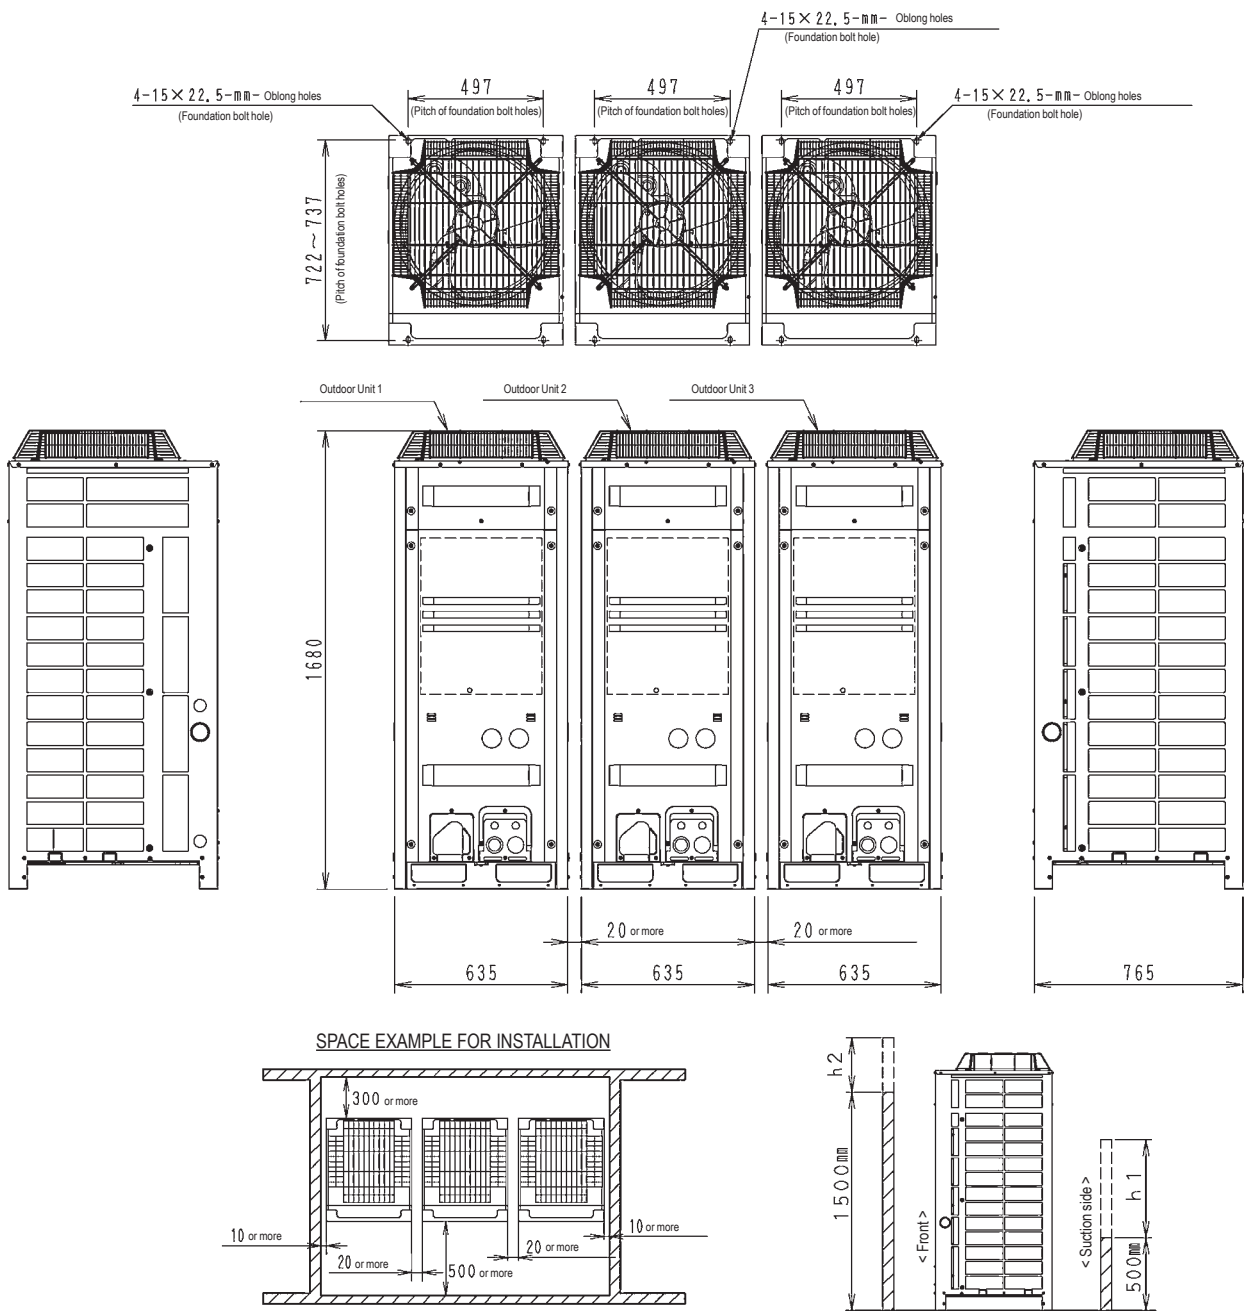 4-15×22.5-mm- Oblong holes
(Foundation bolt hole)
497
497
497
4-15×22.5-mm- Oblong holes
(Foundation bolt hole)
4-15×22.5-mm- Oblong holes
(Foundation bolt hole)
(Pitch of foundation bolt holes)
(Pitch of foundation bolt holes)
(Pitch of foundation bolt holes)
722~737
(Pitch of foundation bolt holes)
Outdoor Unit 1
Outdoor Unit 2
Outdoor Unit 3
1680
20 or more
20 or more
635
635
635
765
SPACE EXAMPLE FOR INSTALLATION
300 or more
10 or more
10 or more
20 or more
20 or more
500 or more
h2
1500mm
< Front >
< Suction side >
h1
500mm